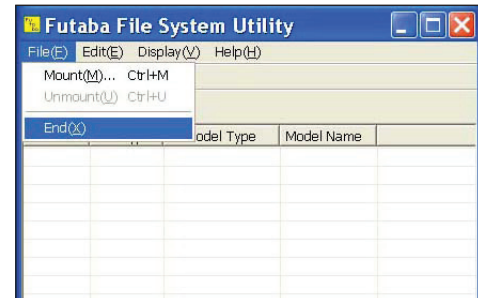 Futaba File System Utility
File(F) Edit(E) Display(V) Help(H)
Mount(M)... Ctrl+M
Unmount(U) Ctrl+U
End(X)
odel Type Model Name